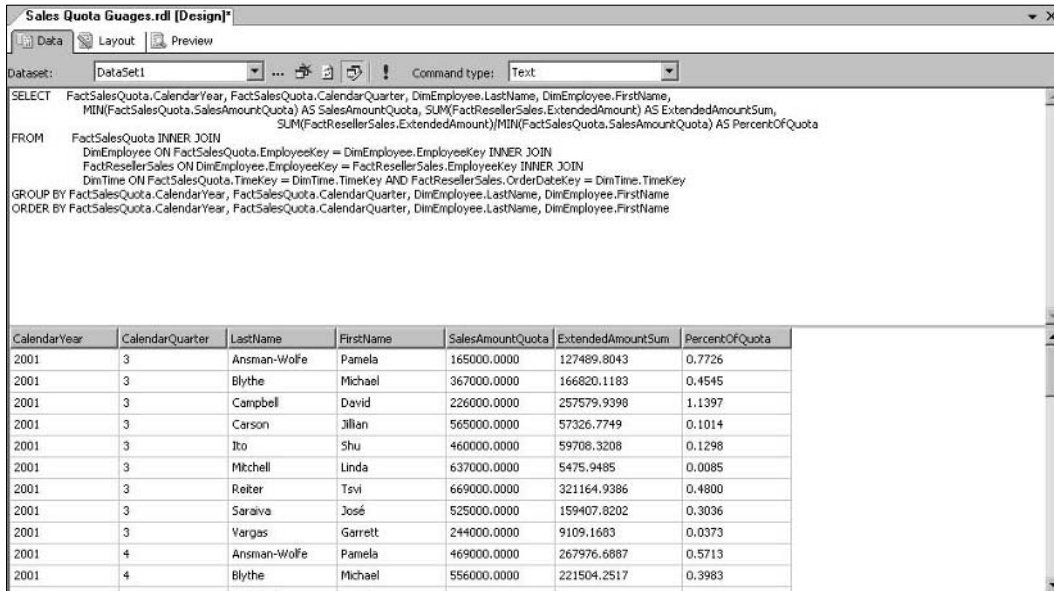 Sales Quota Guages.rdl [Design]*
Data Layout Preview
Dataset: DataSet1 ... ! Command type: Text
SELECT FactSalesQuota.CalendarYear, FactSalesQuota.CalendarQuarter, DimEmployee.LastName, DimEmployee.FirstName,
MIN(FactSalesQuota.SalesAmountQuota) AS SalesAmountQuota, SUM(FactResellerSales.ExtendedAmount) AS ExtendedAmountSum,
SUM(FactResellerSales.ExtendedAmount)/MIN(FactSalesQuota.SalesAmountQuota) AS PercentOfQuota
FROM FactSalesQuota INNER JOIN
DimEmployee ON FactSalesQuota.EmployeeKey = DimEmployee.EmployeeKey INNER JOIN
FactResellerSales ON DimEmployee.EmployeeKey = FactResellerSales.EmployeeKey INNER JOIN
DimTime ON FactSalesQuota.TimeKey = DimTime.TimeKey AND FactResellerSales.OrderDateKey = DimTime.TimeKey
GROUP BY FactSalesQuota.CalendarYear, FactSalesQuota.CalendarQuarter, DimEmployee.LastName, DimEmployee.FirstName
ORDER BY FactSalesQuota.CalendarYear, FactSalesQuota.CalendarQuarter, DimEmployee.LastName, DimEmployee.FirstName
CalendarYear CalendarQuarter LastName FirstName SalesAmountQuota ExtendedAmountSum PercentOfQuota
2001 3 Ansman-Wolfe Pamela 165000.0000 127489.8043 0.7726
2001 3 Blythe Michael 367000.0000 166820.1183 0.4545
2001 3 Campbell David 226000.0000 257579.9398 1.1397
2001 3 Carson Jillian 565000.0000 57326.7749 0.1014
2001 3 Ito Shu 460000.0000 59708.3208 0.1298
2001 3 Mitchell Linda 637000.0000 5475.9485 0.0085
2001 3 Reiter Tsvi 669000.0000 321164.9386 0.4800
2001 3 Saraiva José 525000.0000 159407.8202 0.3036
2001 3 Vargas Garrett 244000.0000 9109.1683 0.0373
2001 4 Ansman-Wolfe Pamela 469000.0000 267976.6887 0.5713
2001 4 Blythe Michael 556000.0000 221504.2517 0.3983